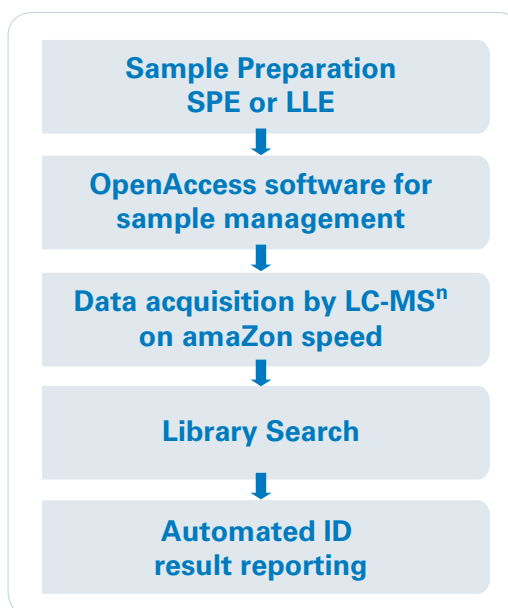 Sample Preparation
SPE or LLE
OpenAccess software for
sample management
Data acquisition by LC-MSⁿ
on amaZon speed
Library Search
Automated ID
result reporting